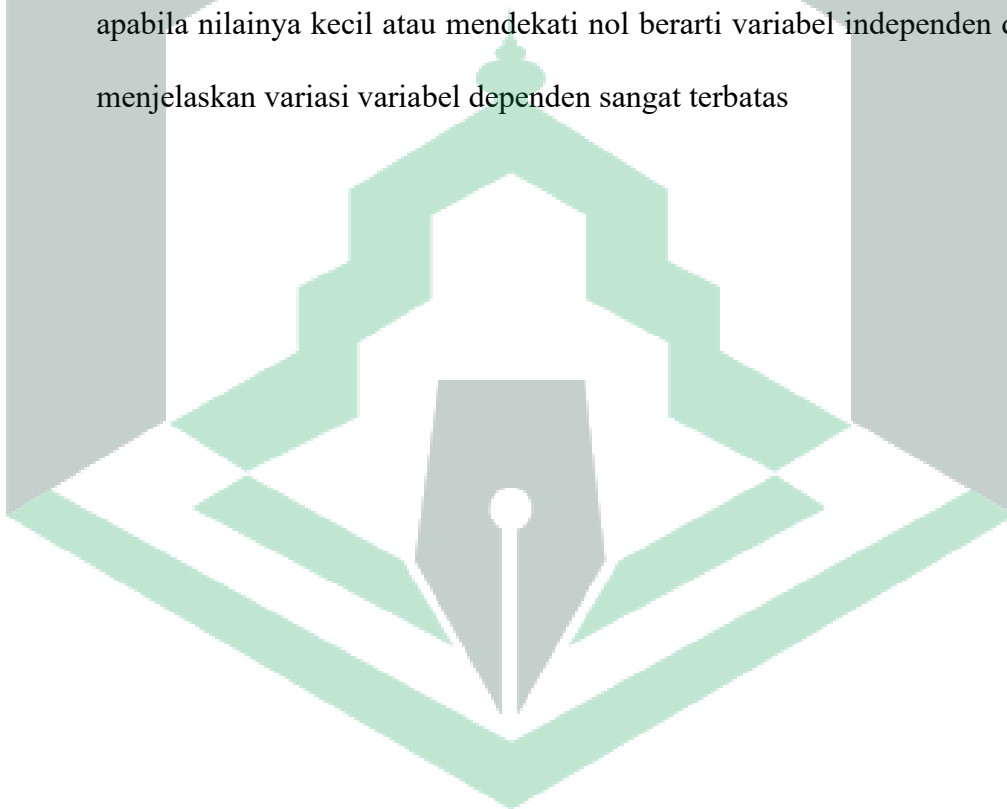 apabila nilainya kecil atau mendekati nol berarti variabel independen
menjelaskan variasi variabel dependen sangat terbatas